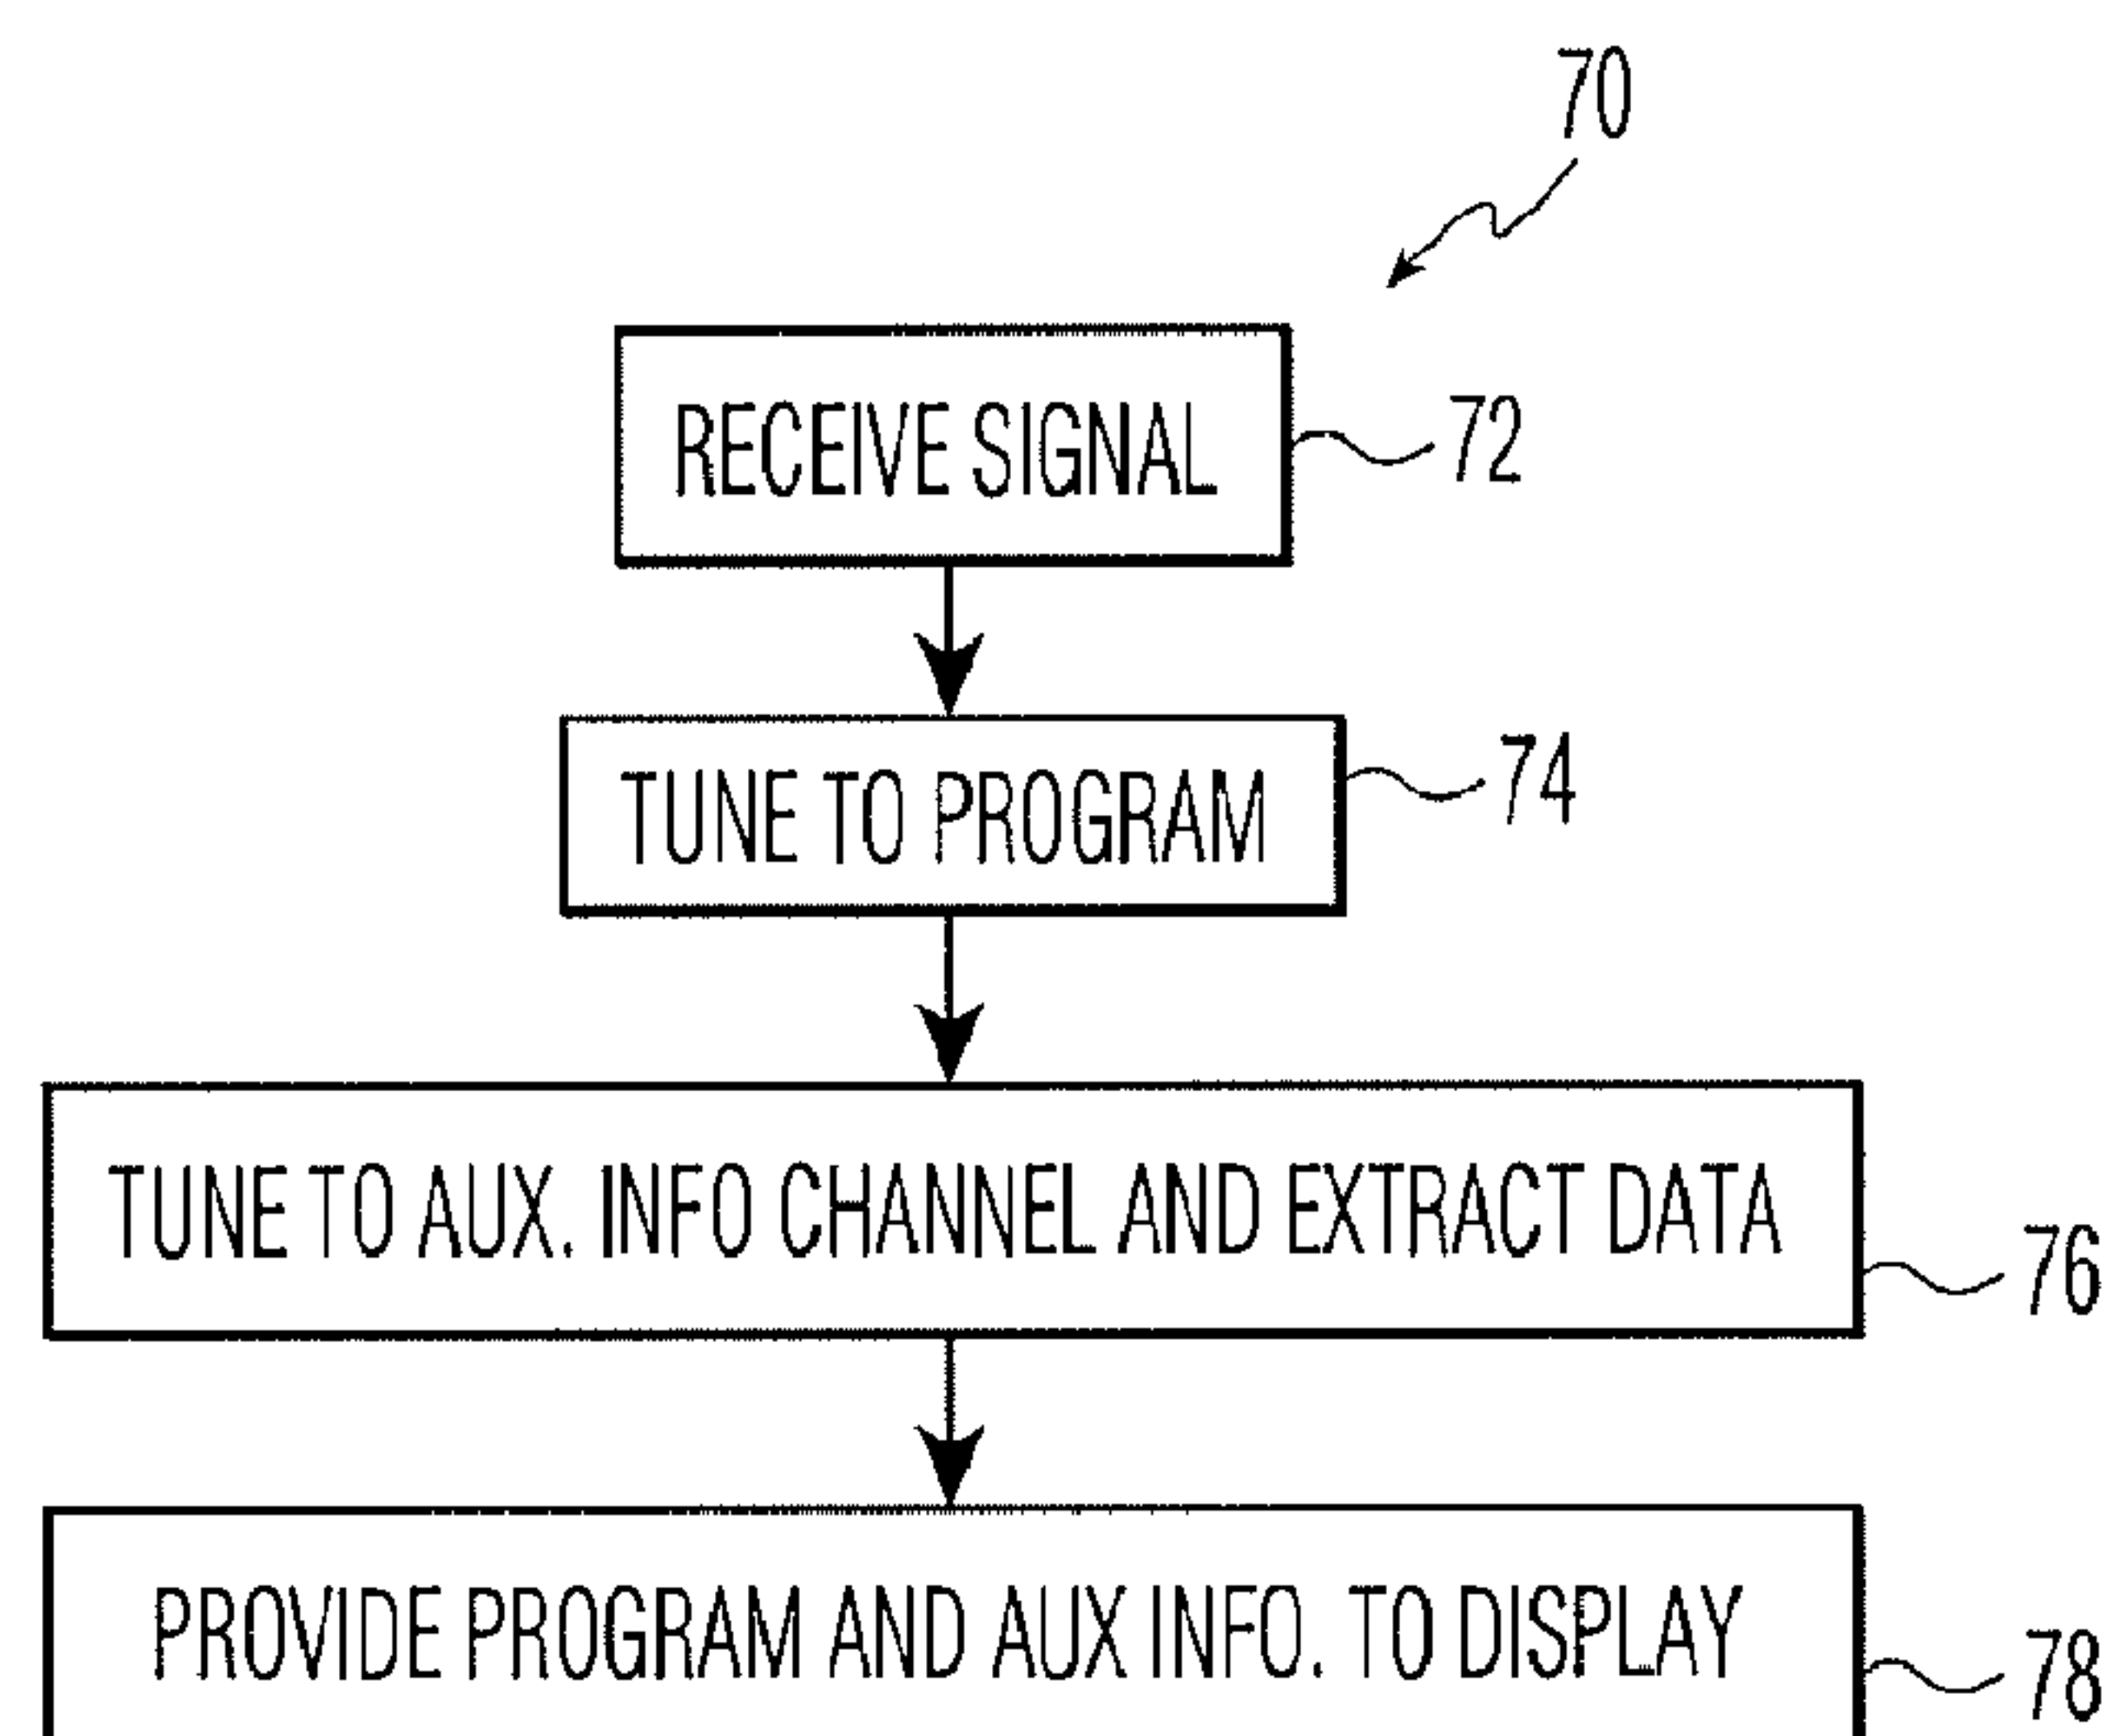 70
RECEIVE SIGNAL
72
TUNE TO PROGRAM
74
TUNE TO AUX. INFO CHANNEL AND EXTRACT DATA
76
PROVIDE PROGRAM AND AUX INFO. TO DISPLAY
78